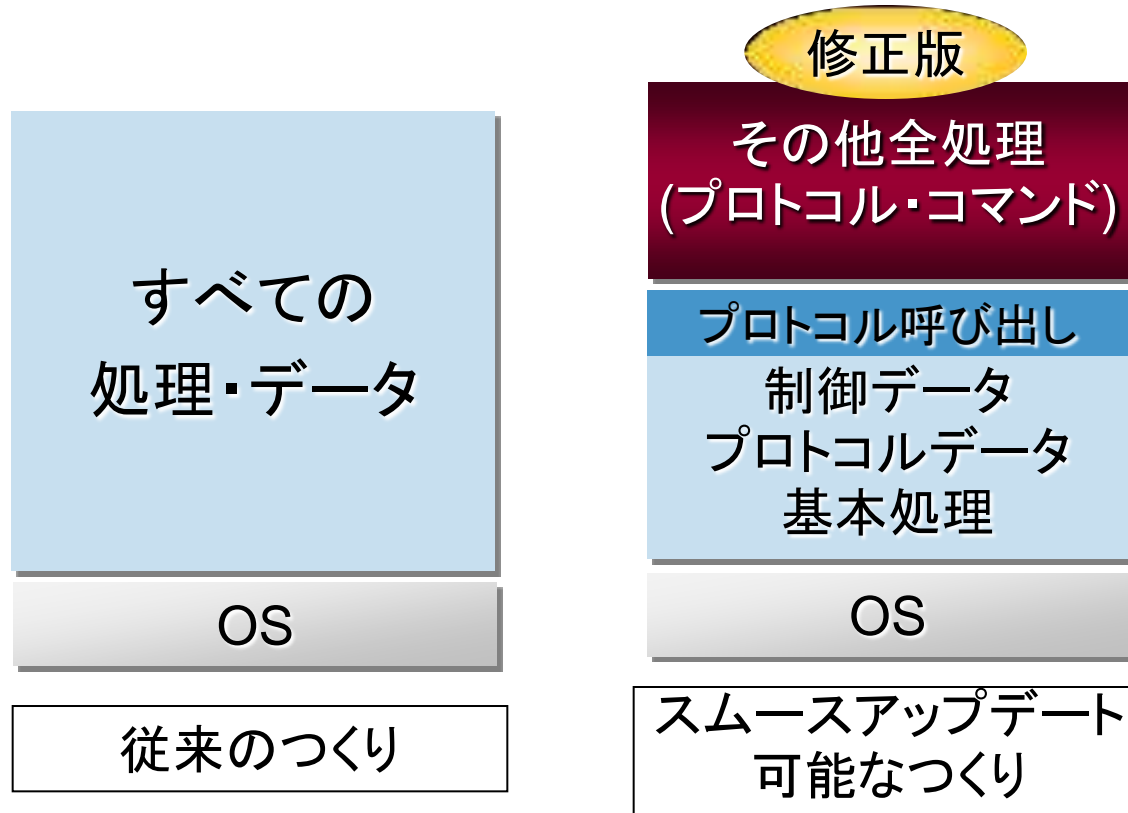 すべての
処理・データ
OS
従来のつくり
修正版
その他全処理
(プロトコル・コマンド)
プロトコル呼び出し
制御データ
プロトコルデータ
基本処理
OS
スムースアップデート
可能なつくり